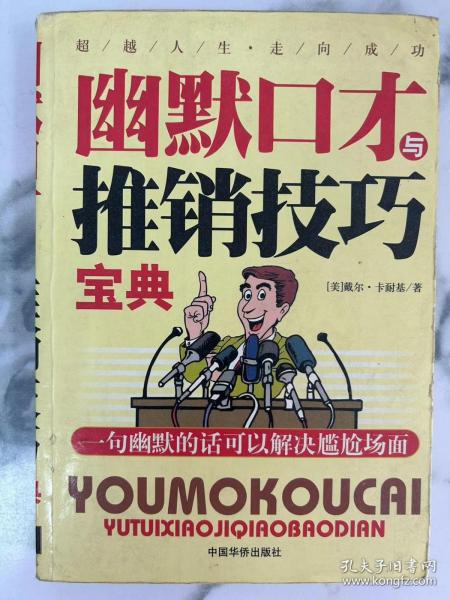 超/越/人/生·走/向/成/功
幽默口才与
推销技巧
宝典
[美]戴尔·卡耐基/著
一句幽默的话可以解决尴尬场面
YOUMOKOUCAI
YUTUIXIAOJIQIAOBAODIAN
中国华侨出版社
孔夫子旧书网
www.kongfz.com